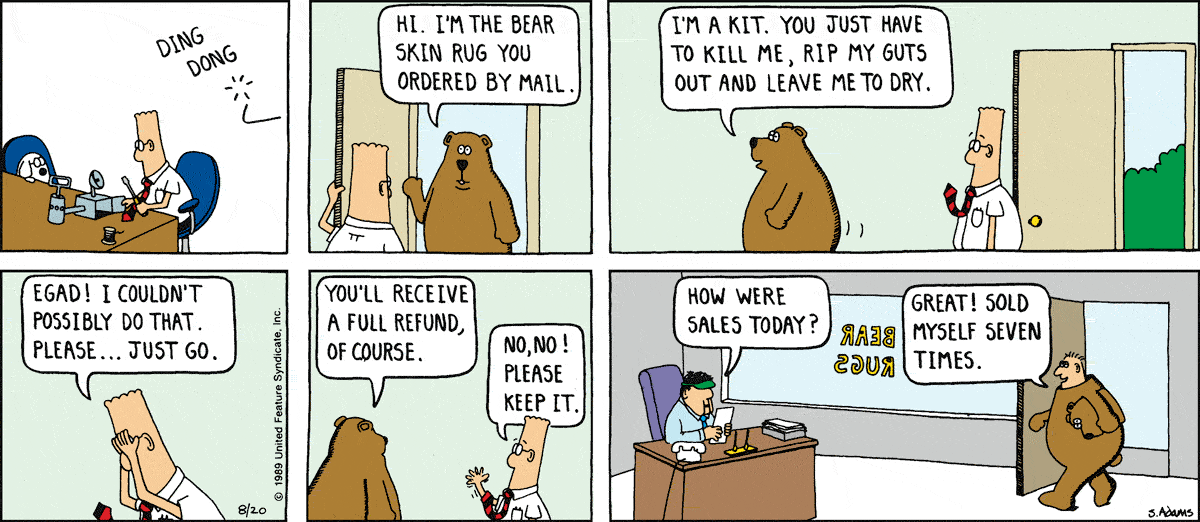 DING
DONG
HI. I'M THE BEAR
SKIN RUG YOU
ORDERED BY MAIL.
I'M A KIT. YOU JUST HAVE
TO KILL ME, RIP MY GUTS
OUT AND LEAVE ME TO DRY.
EGAD! I COULDN'T
POSSIBLY DO THAT.
PLEASE... JUST GO.
8/20
© 1989 United Feature Syndicate, Inc.
YOU'LL RECEIVE
A FULL REFUND,
OF COURSE.
NO, NO!
PLEASE
KEEP IT.
HOW WERE
SALES TODAY?
BEAR
RUGS
GREAT! SOLD
MYSELF SEVEN
TIMES.
S. Adams